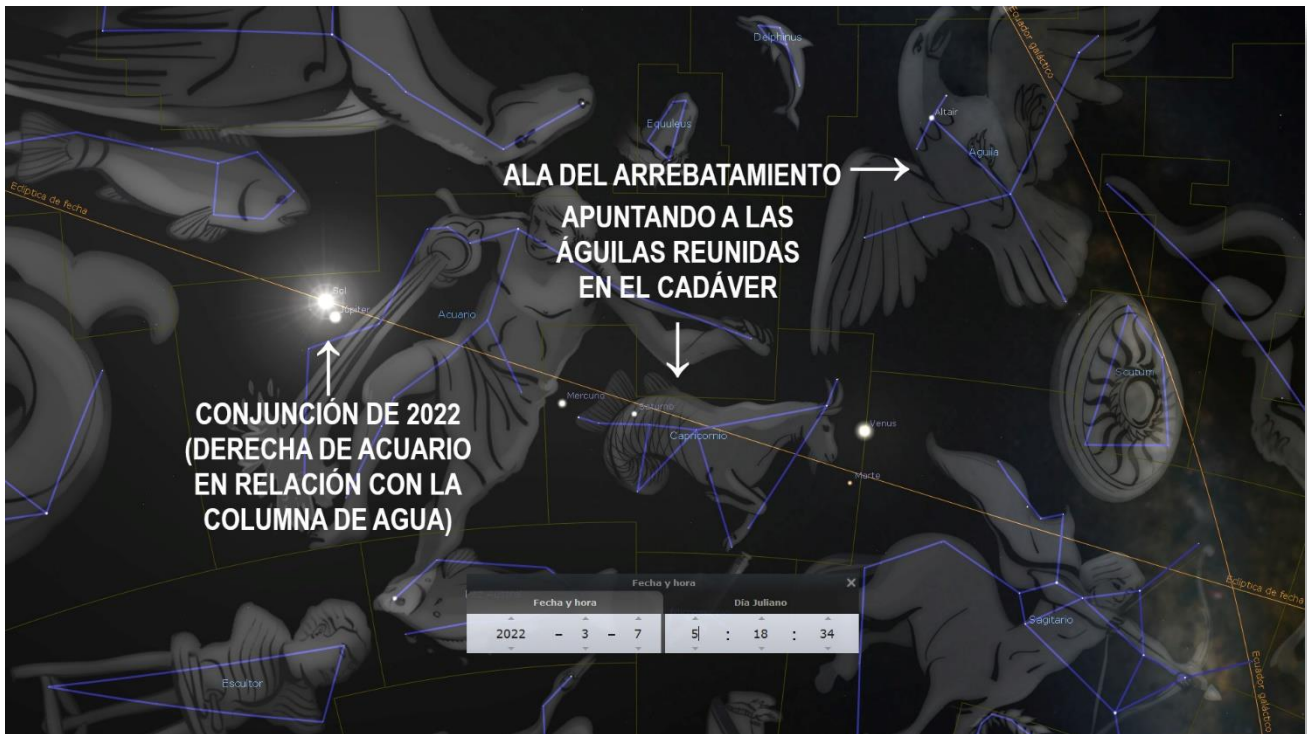 Delphinus
Ecuador galáctico
Equuleus
Altair
Aguila
ALA DEL ARREBATAMIENTO
APUNTANDO A LAS
ÁGUILAS REUNIDAS
EN EL CADÁVER
Eclíptica de fecha
Sol
Júpiter
Acuario
CONJUNCIÓN DE 2022
(DERECHA DE ACUARIO
EN RELACIÓN CON LA
COLUMNA DE AGUA)
Mercurio
Saturno
Capricornio
Venus
Marte
Scutum
Fecha y hora
Fecha y hora
Día Juliano
2022 – 3 – 7 5 : 18 : 34
Eclíptica de fecha
Sagitario
Ecuador galáctico
Escultor